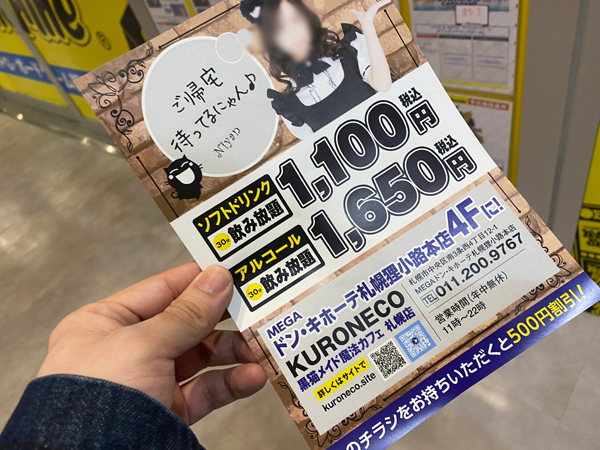 ご帰宅
待ってるにゃん♪
Niyan
ソフトドリンク
30分飲み放題
1,100円税込
アルコール
30分飲み放題
1,650円税込
MEGA
ドン・キホーテ札幌狸小路本店4Fに!
KURONECO
黒猫メイド魔法カフェ 札幌店
詳しくはサイトで
kuroneco.site
札幌市中央区南3条西4丁目12-1
MEGAドン・キホーテ札幌狸小路本店
TEL 011.200.9767
営業時間(年中無休)
11時〜22時
のチラシをお持ちいただくと500円割引!